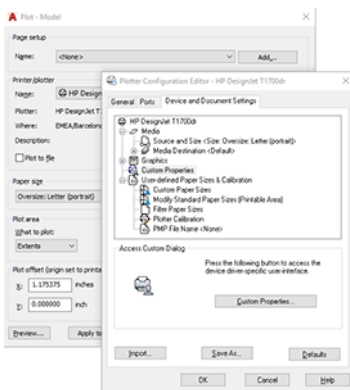 Plot - Model
Page setup
Name:
<None>
Add,...
Printer/plotter
Name:
HP Design
Plotter:
HP DesignJet T
Where:
EMEA/Barcelon
Description:
Plot to file
Paper size
Oversize: Letter (portrait)
Plot area
What to plot:
Extents
Plot offset (origin set to printa
X:
1.175375
inches
Y:
0.000000
inch
Preview...
Apply to
Plotter Configuration Editor - HP DesignJet T1700dr
General
Ports
Device and Document Settings
HP DesignJet T1700dr
Media
Source and Size <Size: Oversize: Letter (portrait)>
Media Destination <Default>
Graphics
Custom Properties
User-defined Paper Sizes & Calibration
Custom Paper Sizes
Modify Standard Paper Sizes (Printable Area)
Filter Paper Sizes
Plotter Calibration
PMP File Name <None>
Access Custom Dialog
Press the following button to access the
device driver-specific user interface.
Custom Properties...
Import...
Save As...
Defaults
OK
Cancel
Help